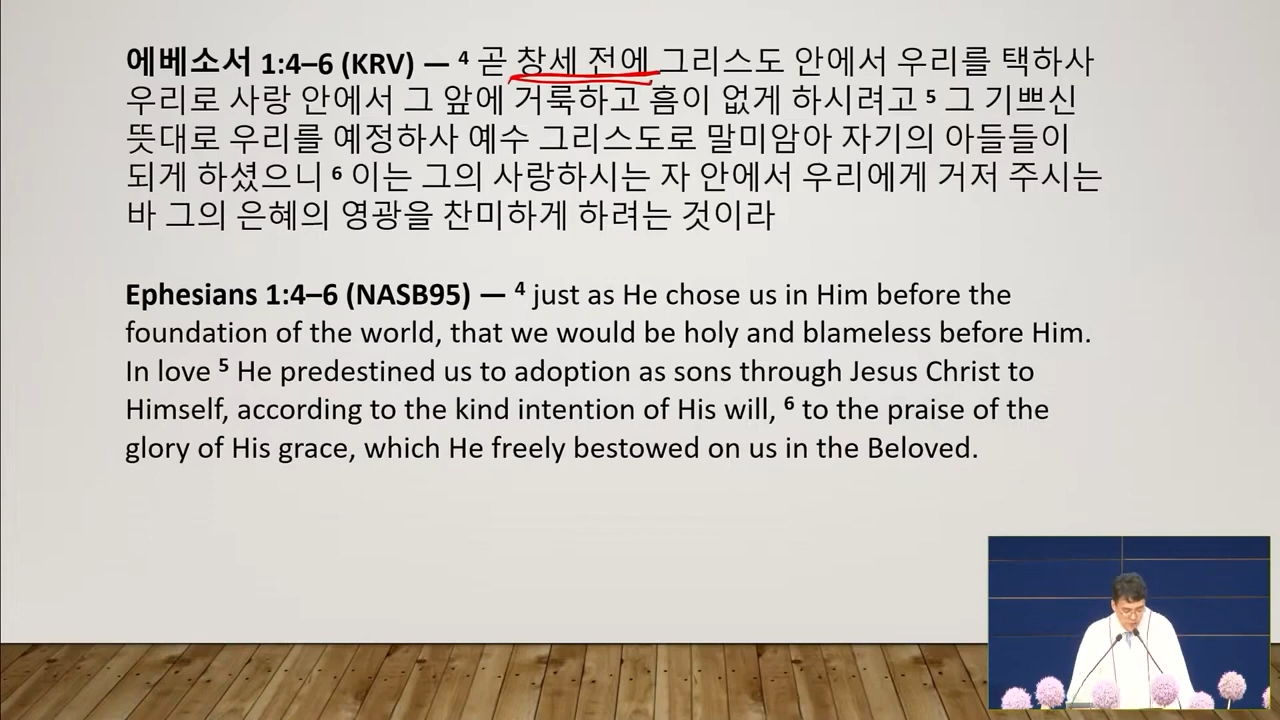 에베소서 1:4–6 (KRV) — ⁴ 곧 창세 전에 그리스도 안에서 우리를 택하사
우리로 사랑 안에서 그 앞에 거룩하고 흠이 없게 하시려고 ⁵ 그 기쁘신
뜻대로 우리를 예정하사 예수 그리스도로 말미암아 자기의 아들들이
되게 하셨으니 ⁶ 이는 그의 사랑하시는 자 안에서 우리에게 거저 주시는
바 그의 은혜의 영광을 찬미하게 하려는 것이라
Ephesians 1:4–6 (NASB95) — ⁴ just as He chose us in Him before the
foundation of the world, that we would be holy and blameless before Him.
In love ⁵ He predestined us to adoption as sons through Jesus Christ to
Himself, according to the kind intention of His will, ⁶ to the praise of the
glory of His grace, which He freely bestowed on us in the Beloved.